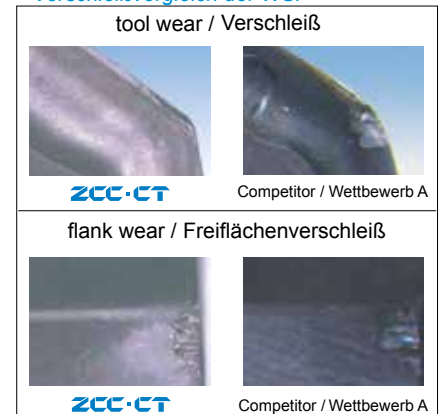 tool wear / Verschleiß
ZCC·CT
Competitor / Wettbewerb A
flank wear / Freiflächenverschleiß
ZCC·CT
Competitor / Wettbewerb A